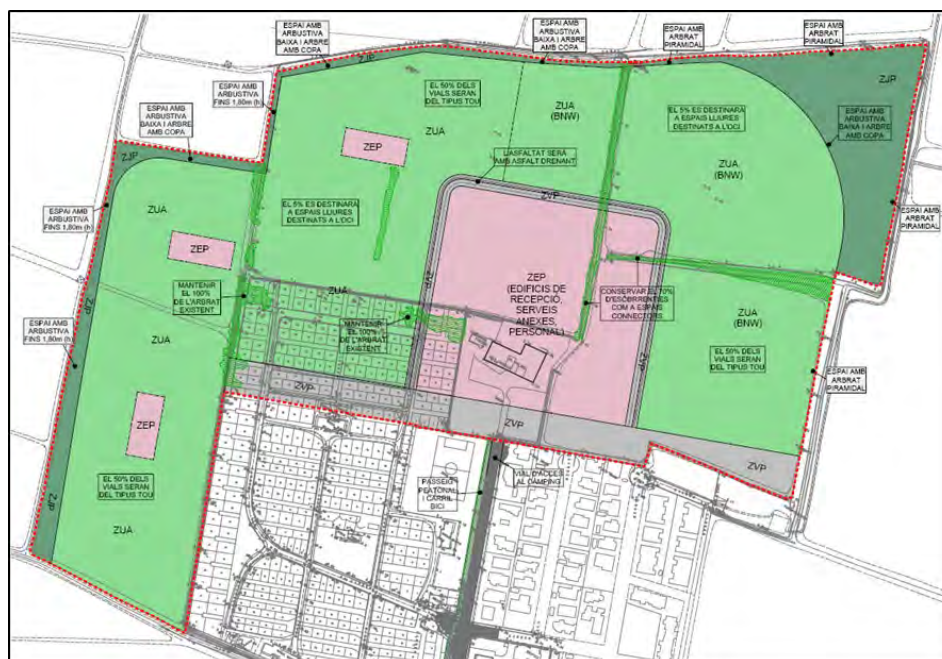 ESPAI AMB
ARBUSTIVA
BAIXA I ARBRE
AMB COPA
ESPAI AMB
ARBUSTIVA
BAIXA I ARBRE
AMB COPA
ESPAI AMB
ARBRAT
PIRAMIDAL
ESPAI AMB
ARBRAT
PIRAMIDAL
ESPAI AMB
ARBUSTIVA
FINS 1,80m (h)
ZJP
ZJP
EL 50% DELS
VIALS SERAN
DEL TIPUS TOU
ZUA
ZUA
(BNW)
EL 5% ES DESTINARA
A ESPAIS LLIURES
DESTINATS A L'OCI
ESPAI AMB
ARBUSTIVA
BAIXA I ARBRE
AMB COPA
ESPAI AMB
ARBUSTIVA
BAIXA I ARBRE
AMB COPA
ZJP
ZEP
L'ASFALTAT SERÀ
AMB ASFALT DRENANT
ZUA
(BNW)
ESPAI AMB
ARBUSTIVA
FINS 1,80m (h)
ZUA
EL 5% ES DESTINARA
A ESPAIS LLIURES
DESTINATS A L'OCI
ESPAI AMB
ARBRAT
PIRAMIDAL
ZEP
ZVP
ZEP
(EDIFICIS DE
RECEPCIÓ,
SERVEIS
ANEXES,
PERSONAL)
MANTENIR
EL 100%
DE L'ARBRAT
EXISTENT
ZUA
CONSERVAR EL 70%
D'ESCORRENTIES
COM A ESPAIS
CONNECTORS
ZJP
ZUA
(BNW)
MANTENIR
EL 100%
DE L'ARBRAT
EXISTENT
ESPAI AMB
ARBUSTIVA
FINS 1,80m (h)
ZUA
EL 50% DELS
VIALS SERAN
DEL TIPUS TOU
ZVP
ESPAI AMB
ARBRAT
PIRAMIDAL
ZVP
ZEP
ZVP
ZVP
EL 50% DELS
VIALS SERAN
DEL TIPUS TOU
PASSEIG
PEATONAL
I CARRIL
BICI
VIAL D'ACCÉS
AL CÀMPING
ZJP
ZUA